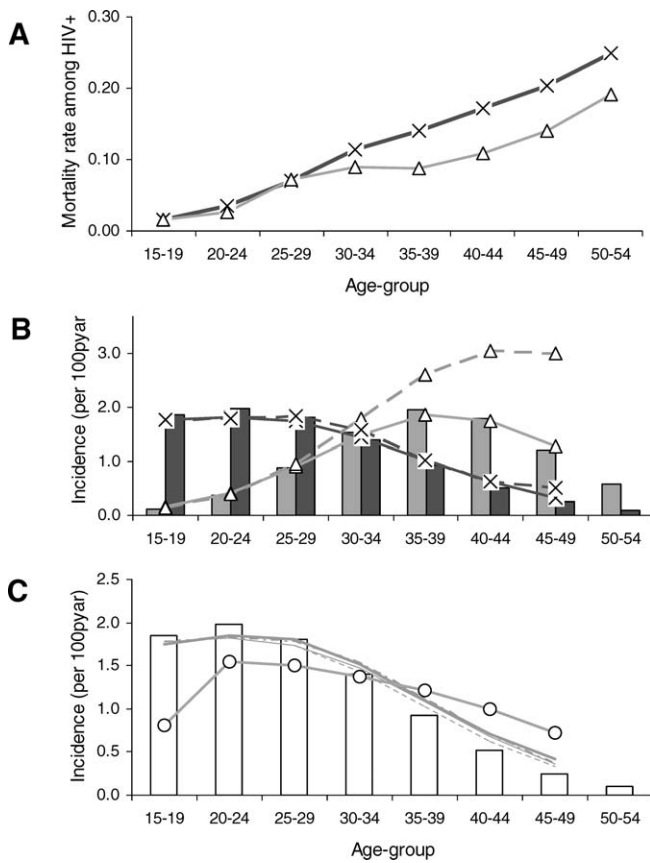 A
Mortality rate among HIV+
0.30
0.20
0.10
0.00
15-19 20-24 25-29 30-34 35-39 40-44 45-49 50-54
Age-group
B
Incidence (per 100pyar
3.0
2.0
1.0
0.0
15-19 20-24 25-29 30-34 35-39 40-44 45-49 50-54
C
Incidence (per 100pyar)
2.5
2.0
1.5
1.0
0.5
0.0
15-19 20-24 25-29 30-34 35-39 40-44 45-49 50-54
Age-group